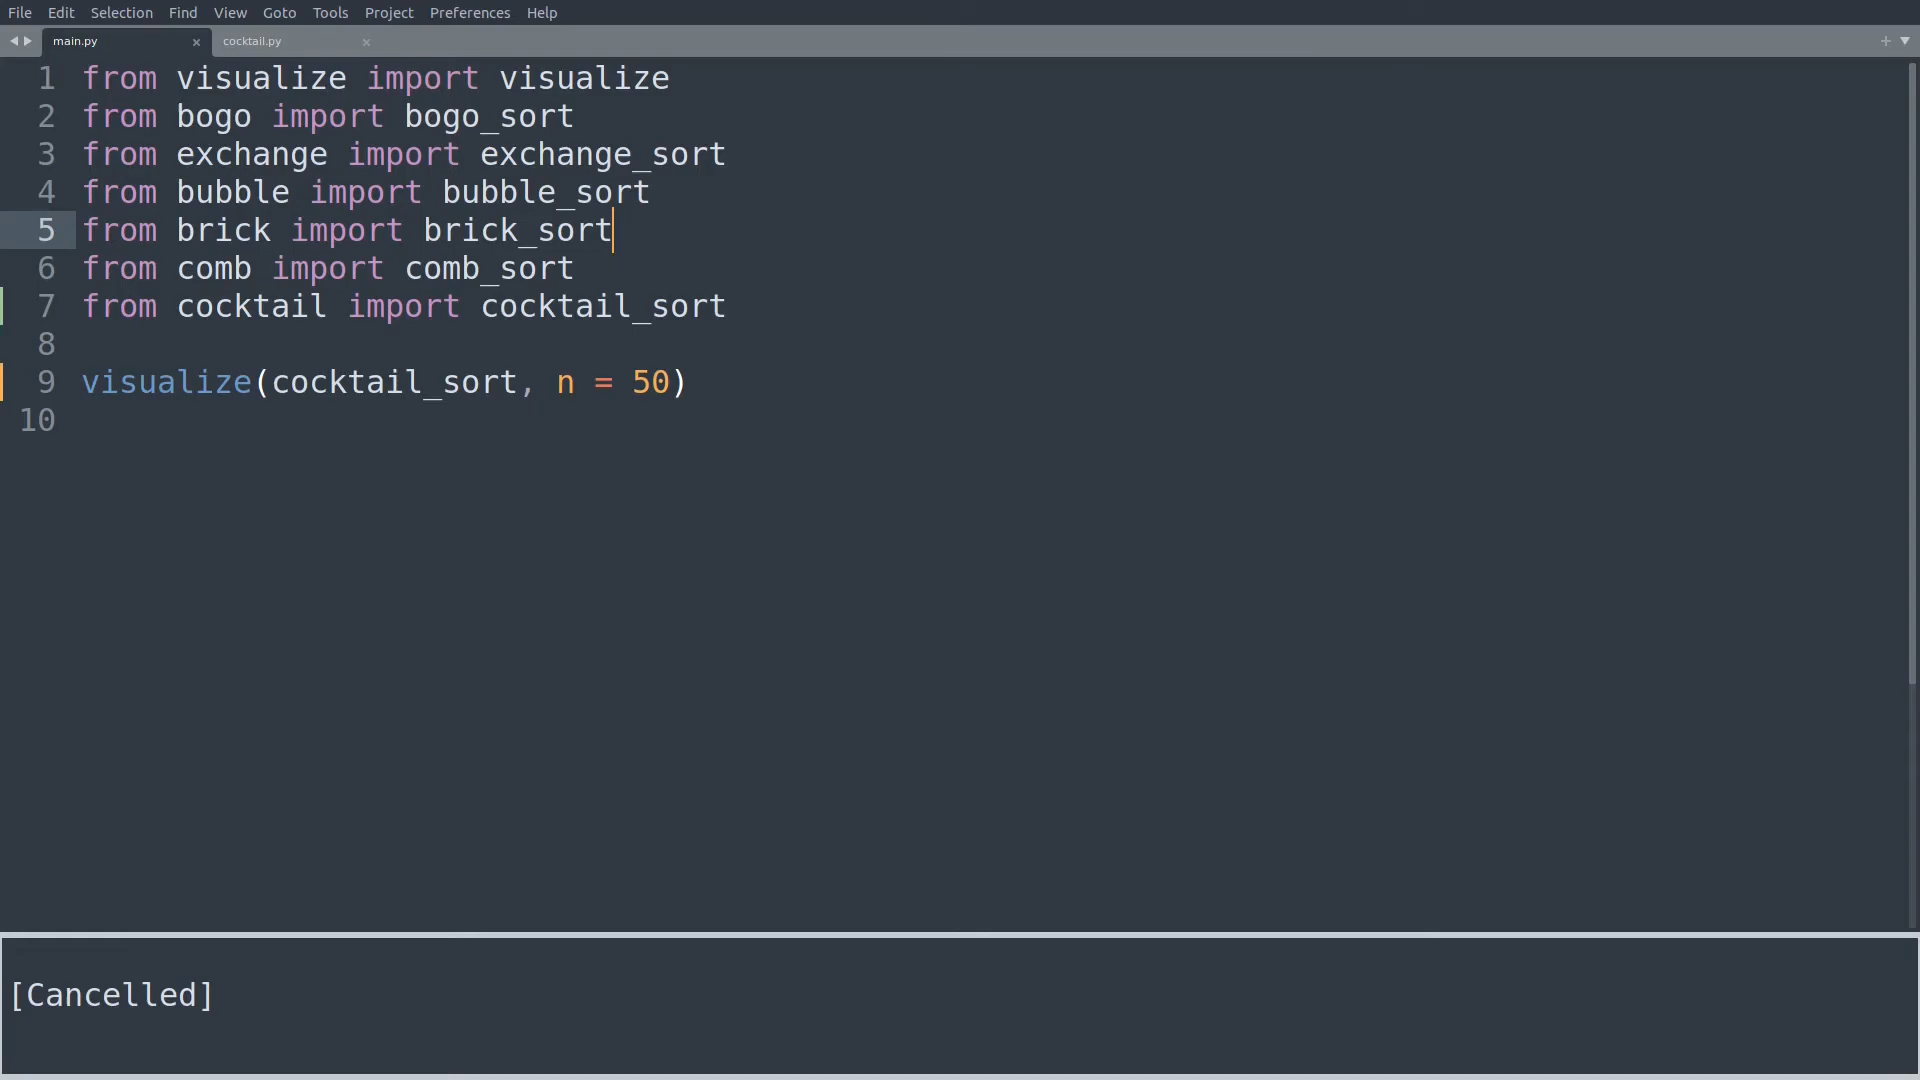 File Edit Selection Find View Goto Tools Project Preferences Help
main.py × cocktail.py ×
1 from visualize import visualize
2 from bogo import bogo_sort
3 from exchange import exchange_sort
4 from bubble import bubble_sort
5 from brick import brick_sort
6 from comb import comb_sort
7 from cocktail import cocktail_sort
8
9 visualize(cocktail_sort, n = 50)
10
[Cancelled]